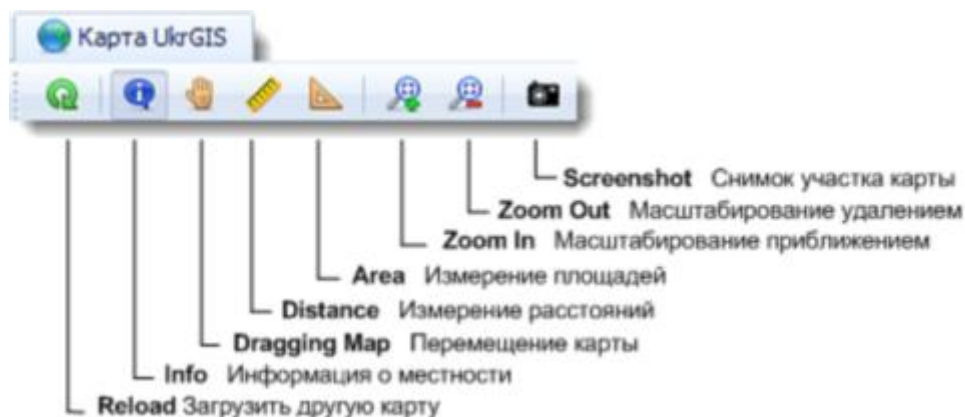 Карта UkrGIS
Screenshot Снимок участка карты
Zoom Out Масштабирование удалением
Zoom In Масштабирование приближением
Area Измерение площадей
Distance Измерение расстояний
Dragging Map Перемещение карты
Info Информация о местности
Reload Загрузить другую карту